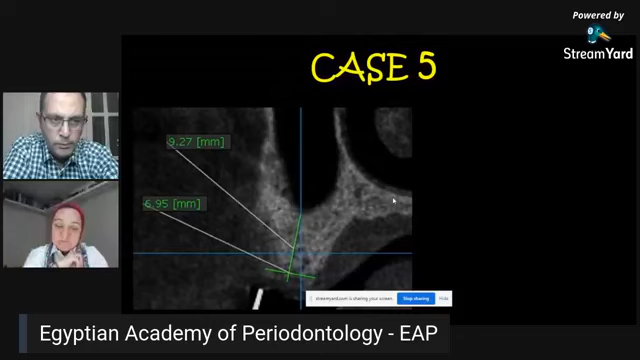 Powered by
StreamYard
CASE 5
9.27 [mm]
6.95 [mm]
streamyard.com is sharing your screen.
Stop sharing
Hide
Egyptian Academy of Periodontology - EAP